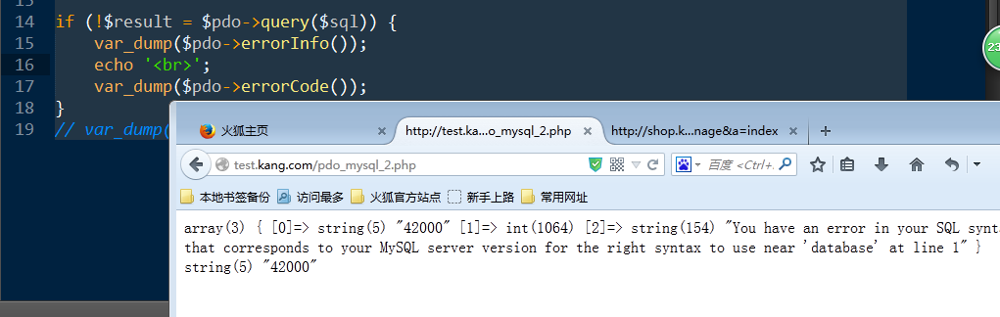 14 if (!$result = $pdo->query($sql)) {
15 var_dump($pdo->errorInfo());
16 echo '<br>';
17 var_dump($pdo->errorCode());
18 }
19 // var_dump(
23
火狐主页
http://test.ka...o_mysql_2.php
http://shop.k...nage&a=index
test.kang.com/pdo_mysql_2.php
百度 <Ctrl+.
本地书签备份 访问最多 火狐官方站点 新手上路 常用网址
array(3) { [0]=> string(5) "42000" [1]=> int(1064) [2]=> string(154) "You have an error in your SQL synt
that corresponds to your MySQL server version for the right syntax to use near 'database' at line 1" }
string(5) "42000"